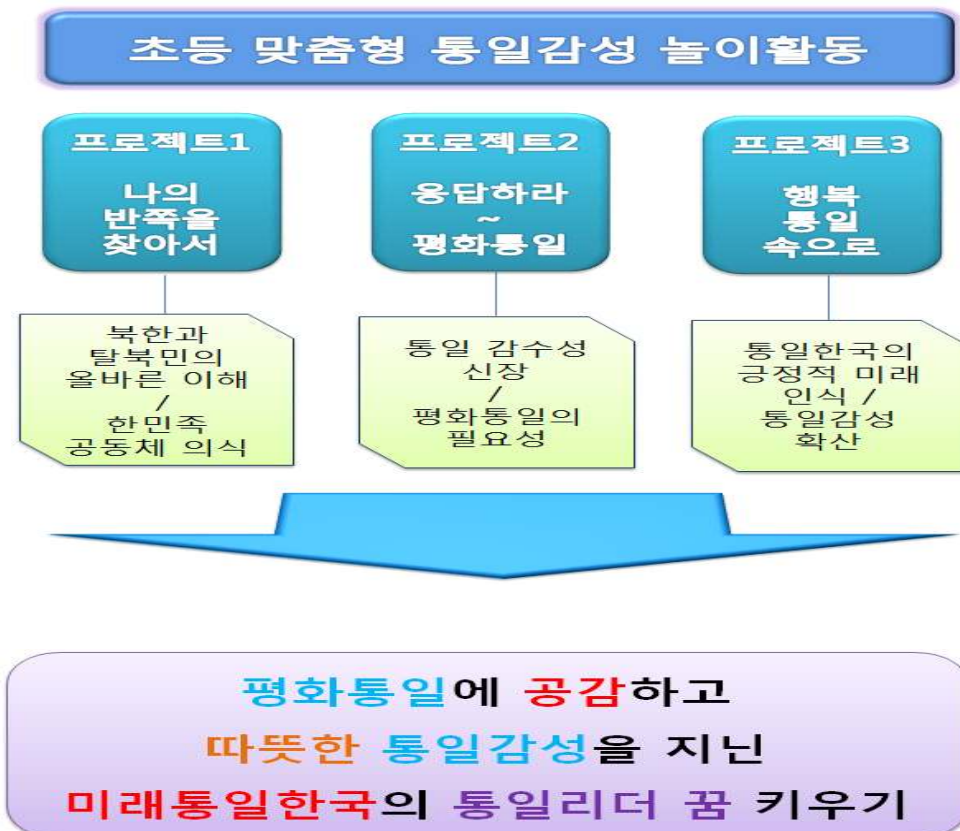 초등 맞춤형 통일감성 놀이활동
프로젝트1
나의
반쪽을
찾아서
프로젝트2
응답하라
~
평화통일
프로젝트3
행복
통일
속으로
북한과
탈북민의
올바른 이해
/
한민족
공동체 의식
통일 감수성
신장
/
평화통일의
필요성
통일한국의
긍정적 미래
인식 /
통일감성
확산
평화통일에 공감하고
따뜻한 통일감성을 지닌
미래통일한국의 통일리더 꿈 키우기